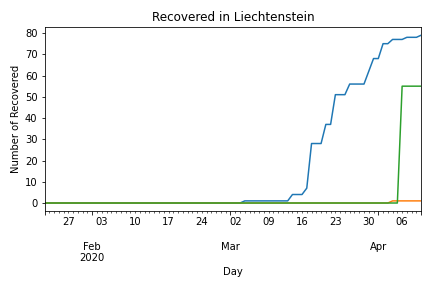 Recovered in Liechtenstein
Number of Recovered
80
70
60
50
40
30
20
10
0
27 03 10 17 24 02 09 16 23 30 06
Feb Mar Apr
2020
Day